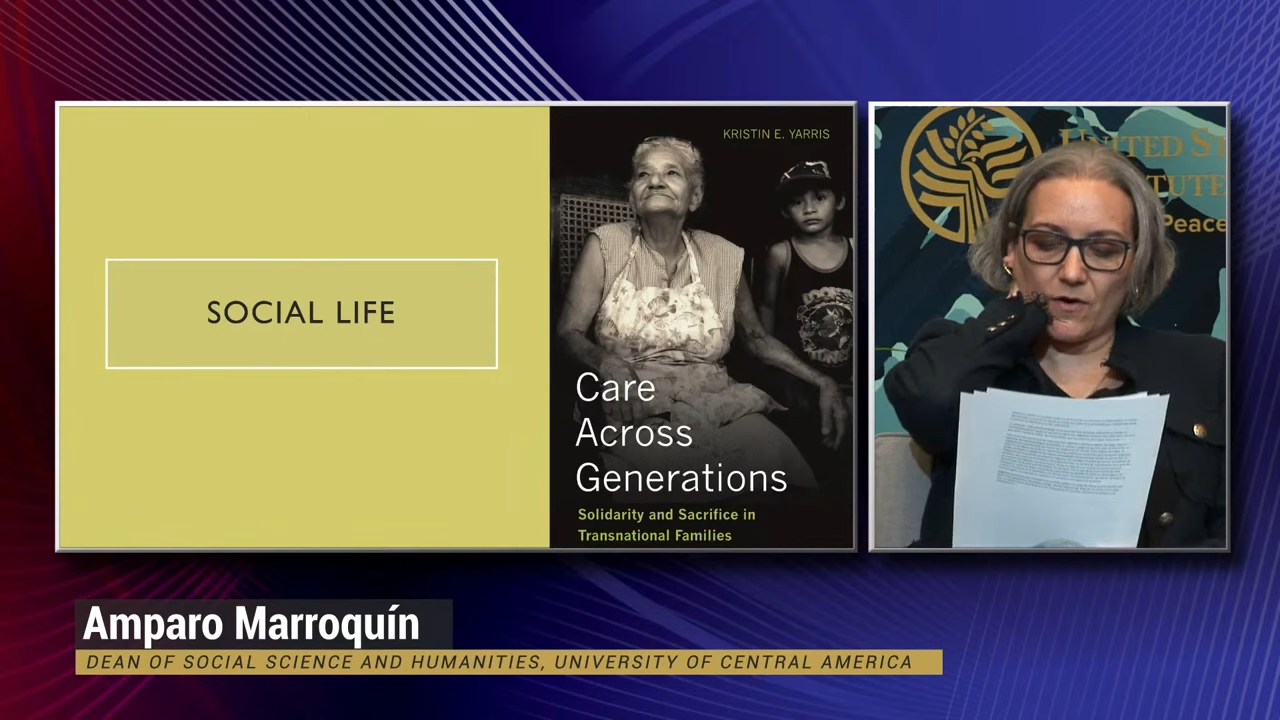 SOCIAL LIFE
KRISTIN E. YARRIS
Care
Across
Generations
Solidarity and Sacrifice in
Transnational Families
UNITED
Peace
Amparo Marroquín
DEAN OF SOCIAL SCIENCE AND HUMANITIES, UNIVERSITY OF CENTRAL AMERICA